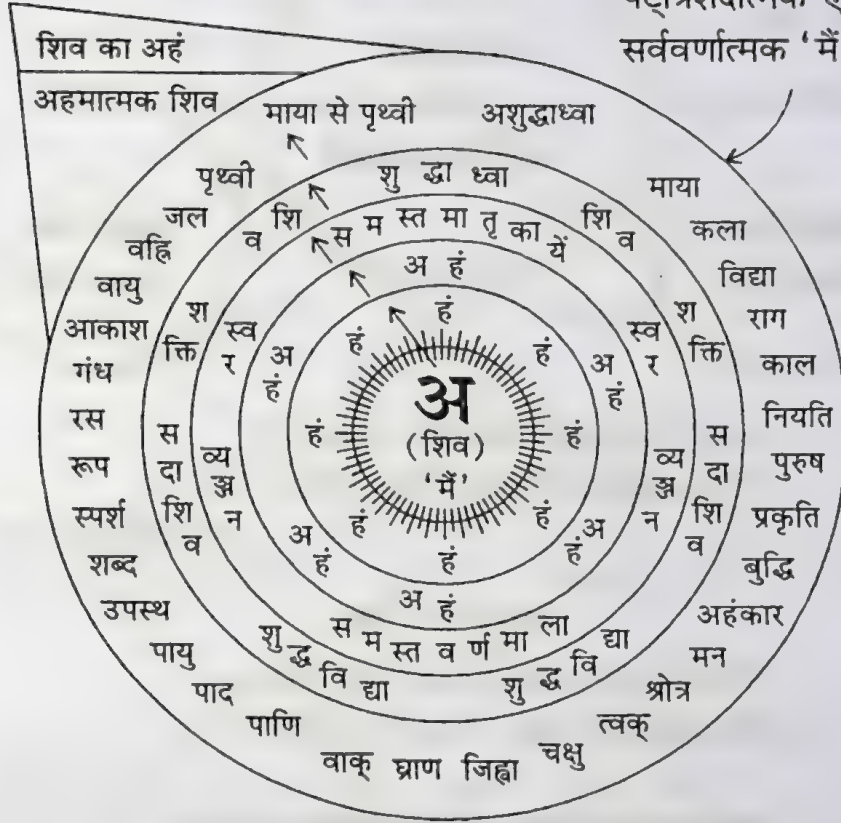 सर्ववर्णात्मक ‘मैं
शिव का अहं
अहमात्मक शिव
माया से पृथ्वी
अशुद्धाध्वा
माया
कला
विद्या
राग
काल
नियति
पुरुष
प्रकृति
बुद्धि
अहंकार
मन
श्रोत्र
त्वक्
चक्षु
जिह्वा
घ्राण
वाक्
पाणि
पाद
पायु
उपस्थ
शब्द
स्पर्श
रूप
रस
गंध
आकाश
वायु
वह्नि
जल
पृथ्वी
शुद्धाध्वा
शिव
शक्ति
सदाशिव
शुद्धविद्या
शुद्धविद्या
सदाशिव
शक्ति
शिव
समस्तमातृकायें
स्वर
व्यञ्जन
समस्तवर्णमाला
व्यञ्जन
स्वर
अहं
अहं
अहं
अहं
अहं
अहं
हं
हं
हं
हं
हं
हं
हं
हं
अ
(शिव)
‘मैं’